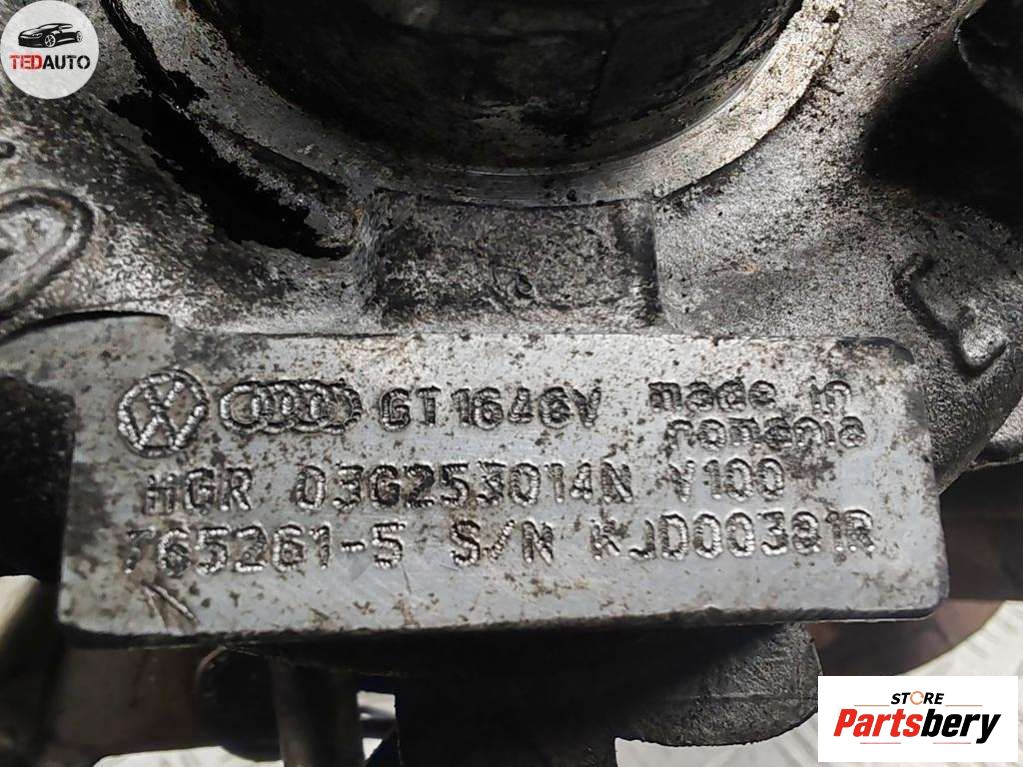 TEDAUTO
GT1646V made in
romania
HGR 03G253014N V100
765261-5 S/N KJD00381R
STORE
Partsbery